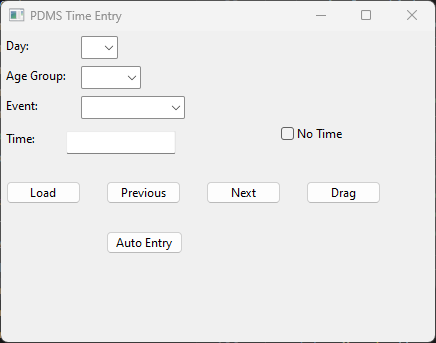 PDMS Time Entry
Day:
Age Group:
Event:
Time:
No Time
Load Previous Next Drag
Auto Entry